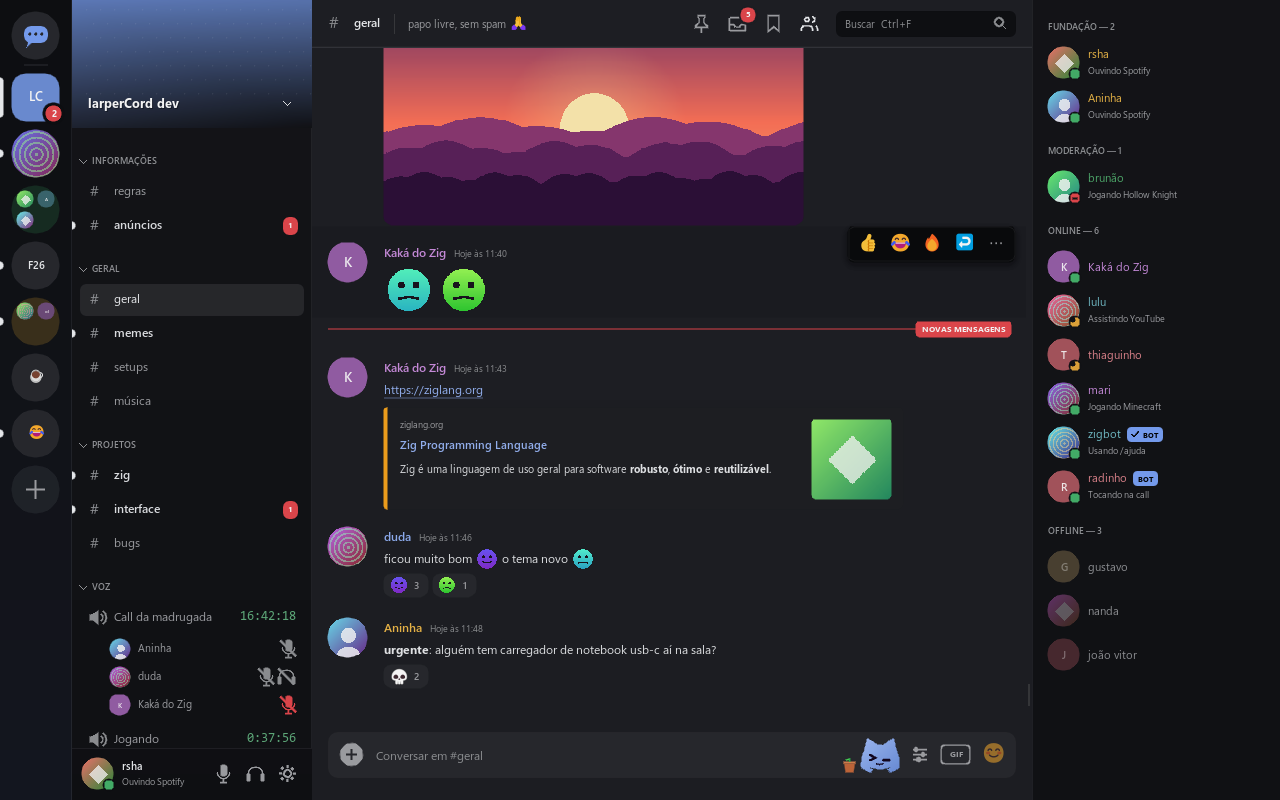 LC
2
F26
larperCord dev
INFORMAÇÕES
# regras
# anúncios 1
GERAL
# geral
# memes
# setups
# música
PROJETOS
# zig
# interface 1
# bugs
VOZ
Call da madrugada 16:42:18
Aninha
duda
K Kaká do Zig
Jogando 0:37:56
rsha
Ouvindo Spotify
# geral papo livre, sem spam
5
Buscar Ctrl+F
K
Kaká do Zig Hoje às 11:40
NOVAS MENSAGENS
K
Kaká do Zig Hoje às 11:43
https://ziglang.org
ziglang.org
Zig Programming Language
Zig é uma linguagem de uso geral para software robusto, ótimo e reutilizável.
duda Hoje às 11:46
ficou muito bom o tema novo
3 1
Aninha Hoje às 11:48
urgente: alguém tem carregador de notebook usb-c aí na sala?
2
Conversar em #geral
GIF
FUNDAÇÃO — 2
rsha
Ouvindo Spotify
Aninha
Ouvindo Spotify
MODERAÇÃO — 1
brunão
Jogando Hollow Knight
ONLINE — 6
K Kaká do Zig
lulu
Assistindo YouTube
T thiaguinho
mari
Jogando Minecraft
zigbot BOT
Usando /ajuda
R radinho BOT
Tocando na call
OFFLINE — 3
G gustavo
nanda
J joão vitor